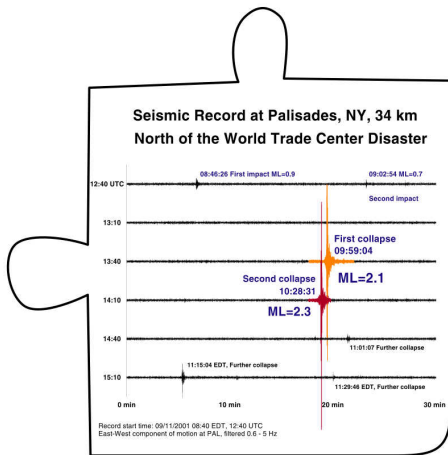 Seismic Record at Palisades, NY, 34 km
North of the World Trade Center Disaster
08:46:26 First impact ML=0.9
09:02:54 ML=0.7
12:40 UTC
Second impact
13:10
First collapse
09:59:04
13:40
Second collapse
10:28:31
ML=2.1
14:10
ML=2.3
14:40
11:01:07 Further collapse
11:15:04 EDT, Further collapse
15:10
11:29:46 EDT, Further collapse
0 min
10 min
20 min
30 min
Record start time: 09/11/2001 08:40 EDT, 12:40 UTC
East-West component of motion at PAL, filtered 0.6 - 5 Hz